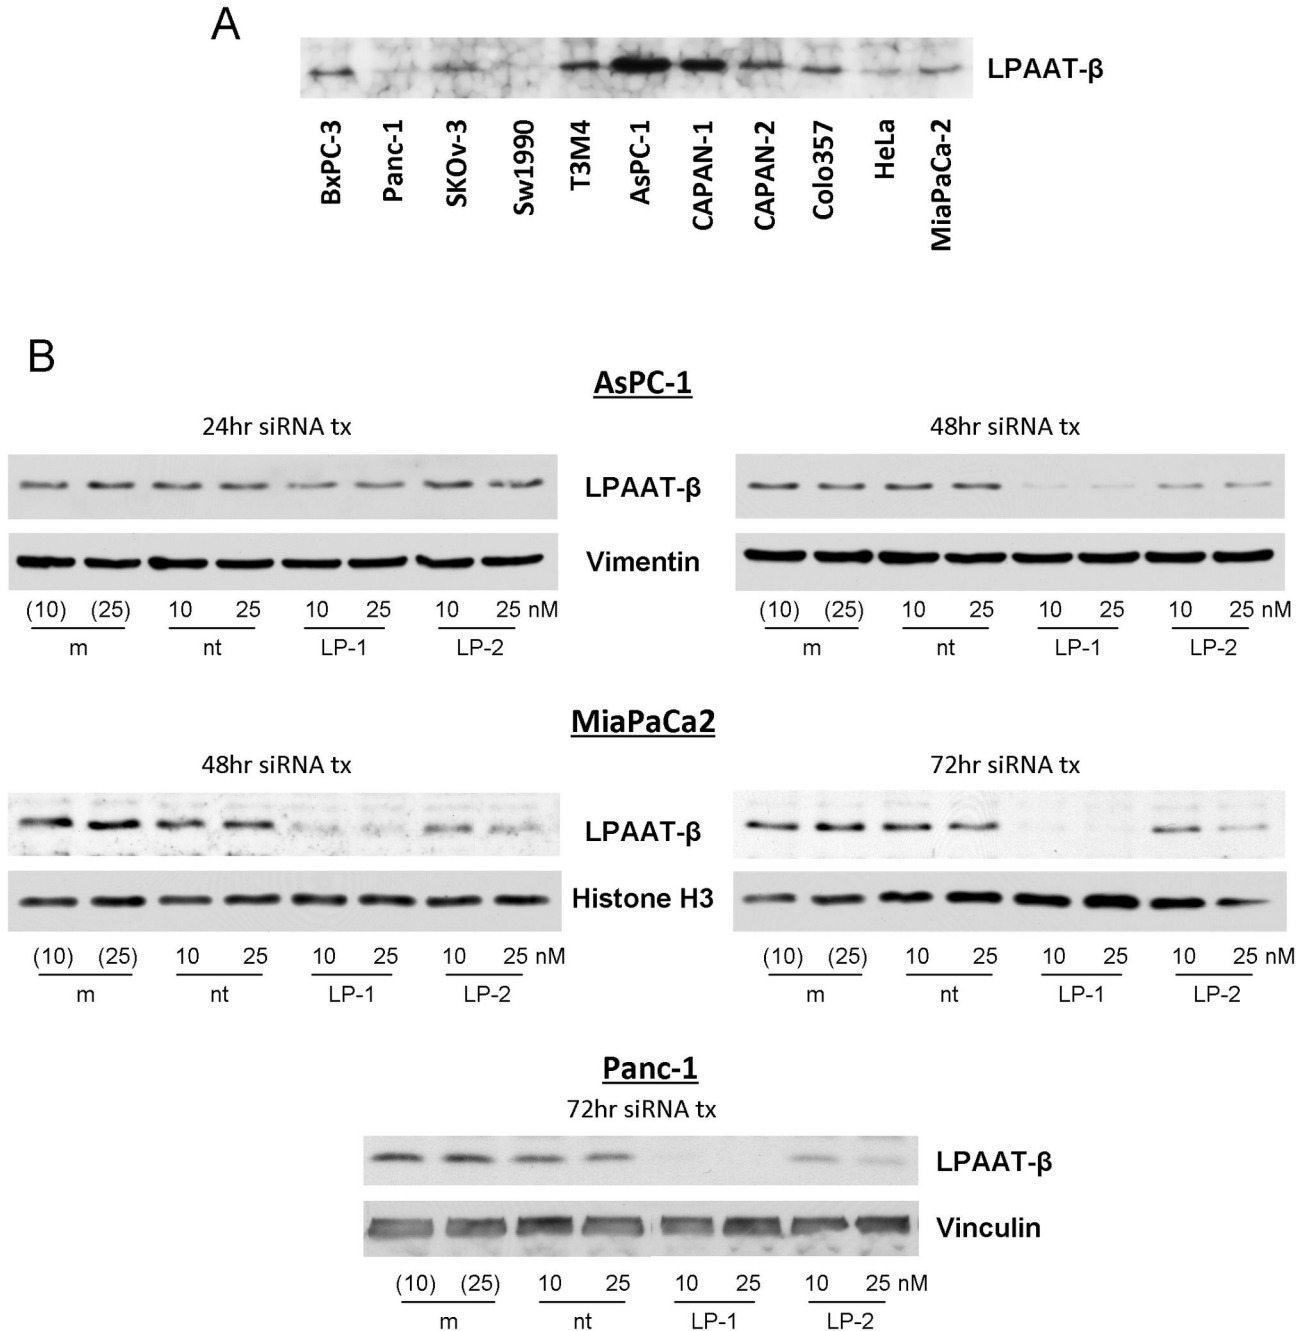 A
LPAAT-β
BxPC-3 Panc-1 SKOv-3 Sw1990 T3M4 AsPC-1 CAPAN-1 CAPAN-2 Colo357 HeLa MiaPaCa-2
B
AsPC-1
24hr siRNA tx 48hr siRNA tx
LPAAT-β
Vimentin
(10) (25) 10 25 10 25 10 25 nM (10) (25) 10 25 10 25 10 25 nM
m nt LP-1 LP-2 m nt LP-1 LP-2
MiaPaCa2
48hr siRNA tx 72hr siRNA tx
LPAAT-β
Histone H3
(10) (25) 10 25 10 25 10 25 nM (10) (25) 10 25 10 25 10 25 nM
m nt LP-1 LP-2 m nt LP-1 LP-2
Panc-1
72hr siRNA tx
LPAAT-β
Vinculin
(10) (25) 10 25 10 25 10 25 nM
m nt LP-1 LP-2